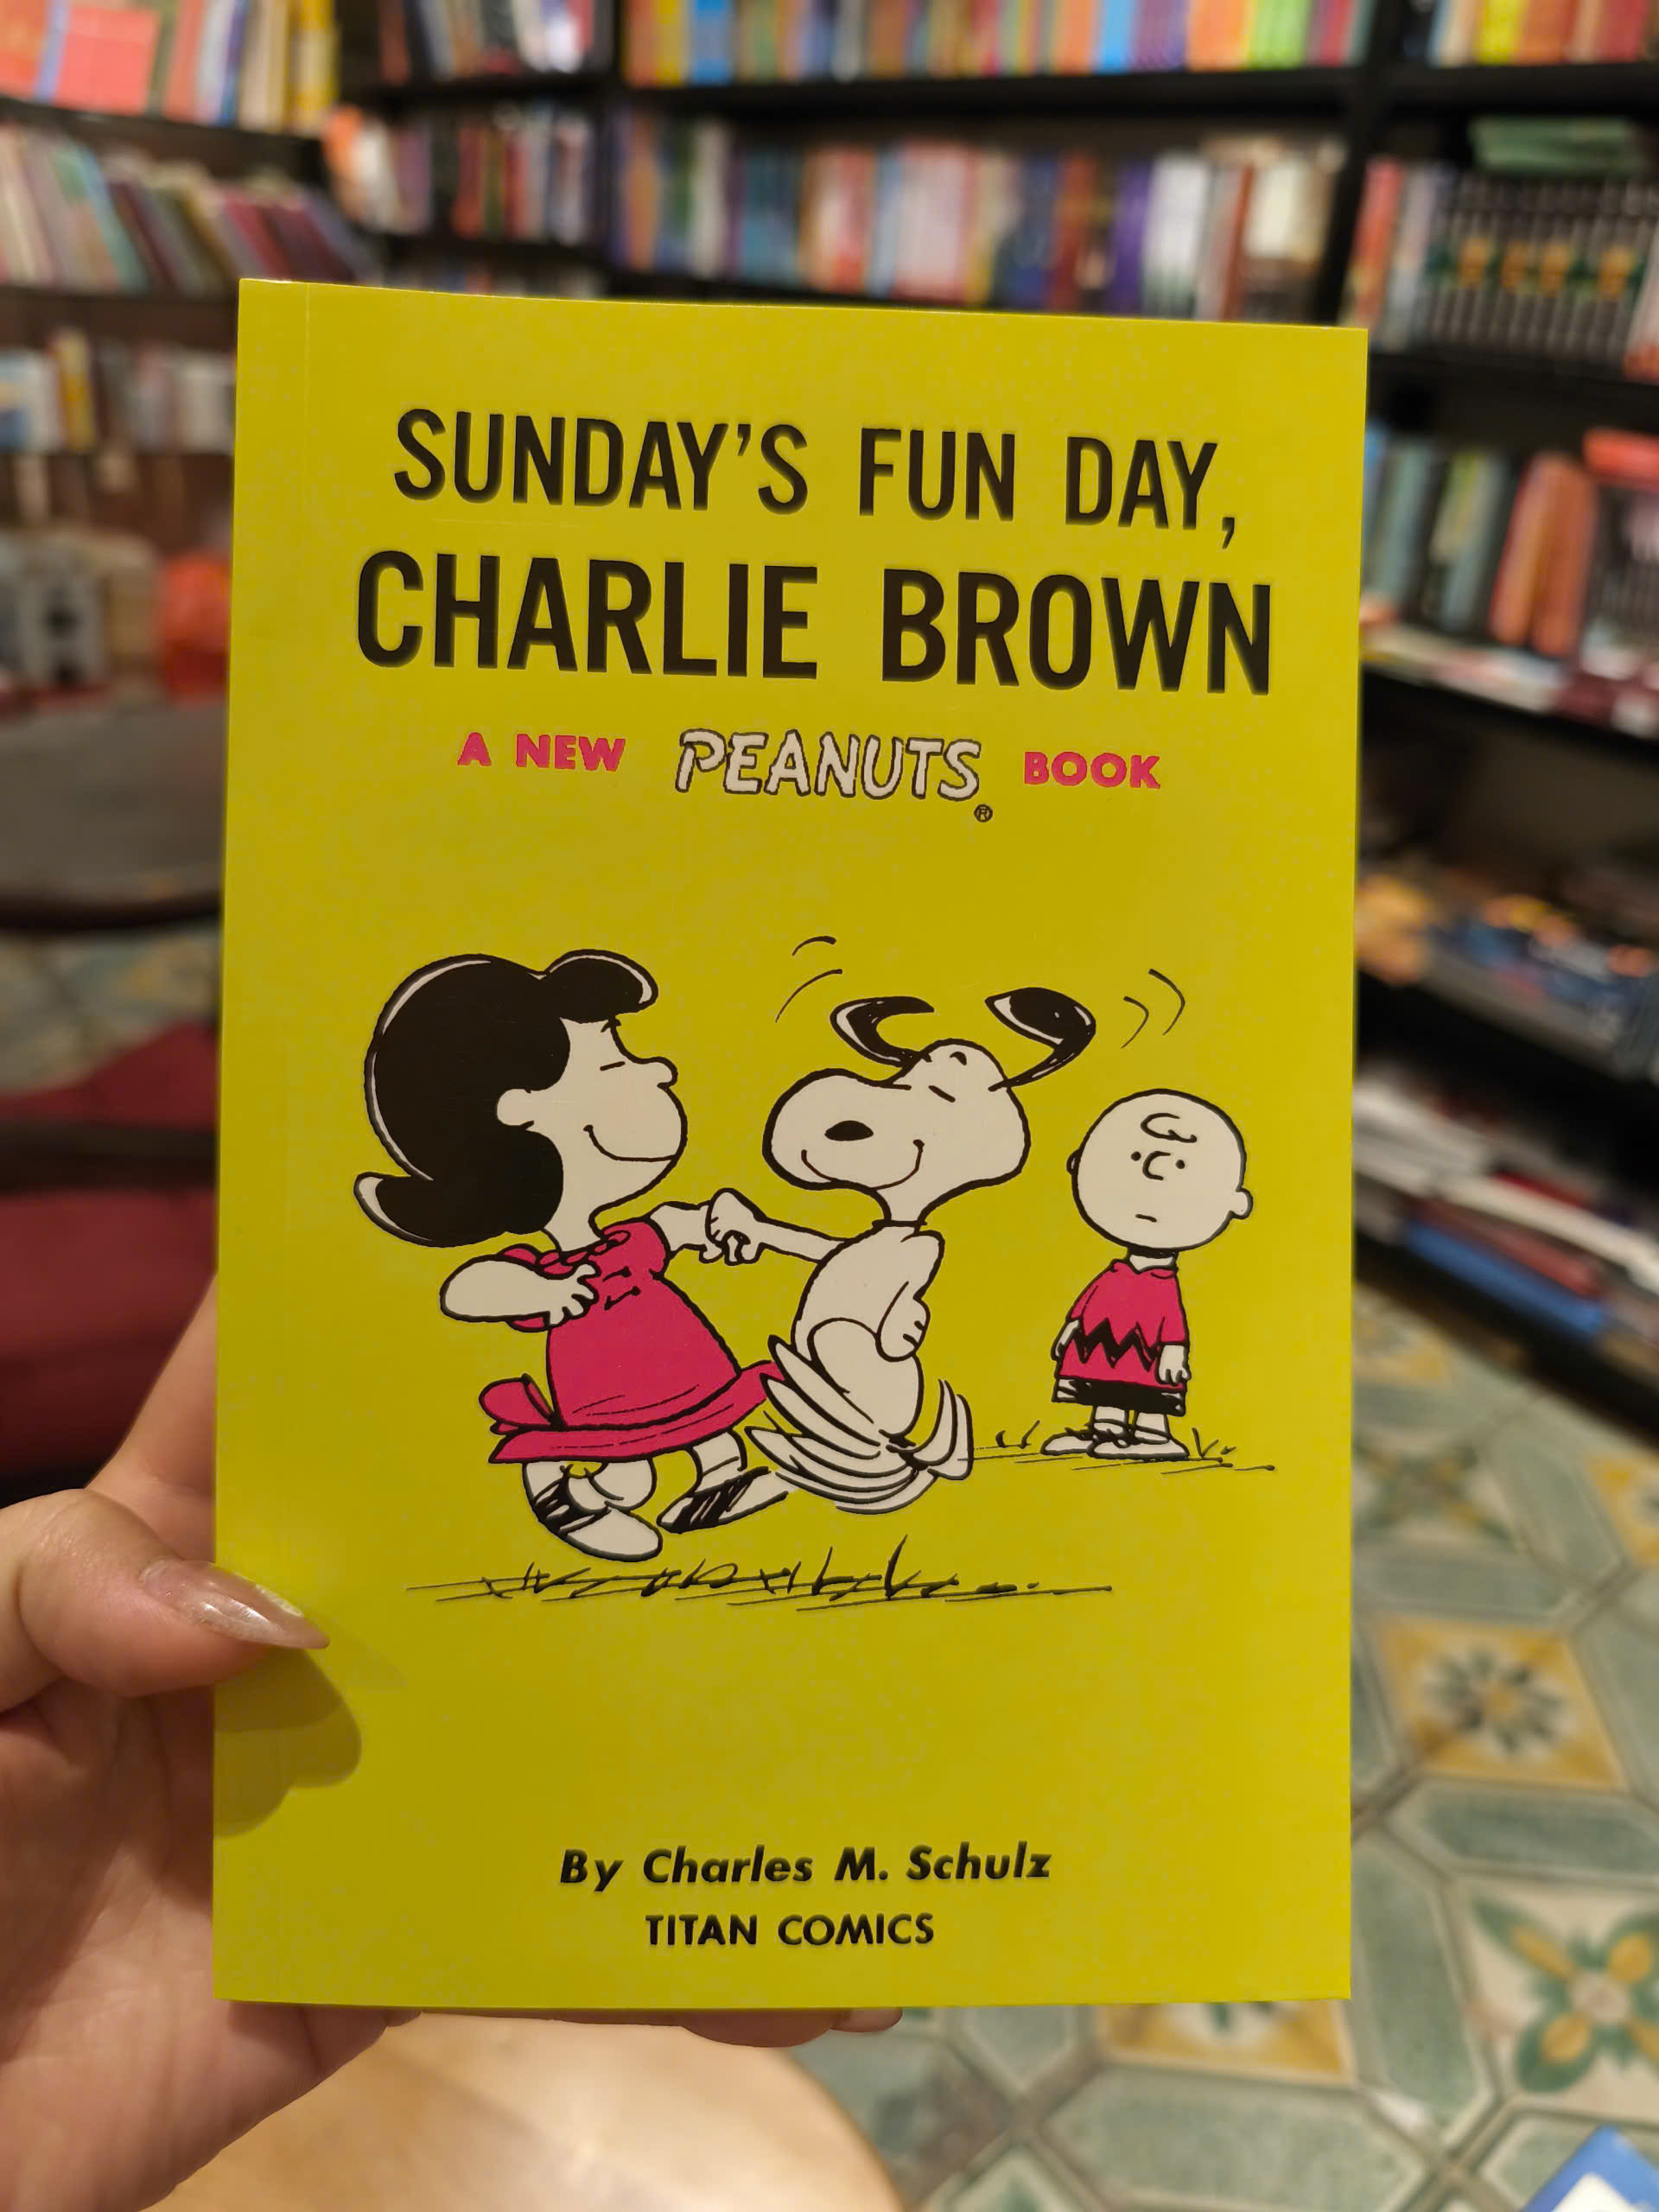 SUNDAY'S FUN DAY,
CHARLIE BROWN
A NEW PEANUTS® BOOK
By Charles M. Schulz
TITAN COMICS